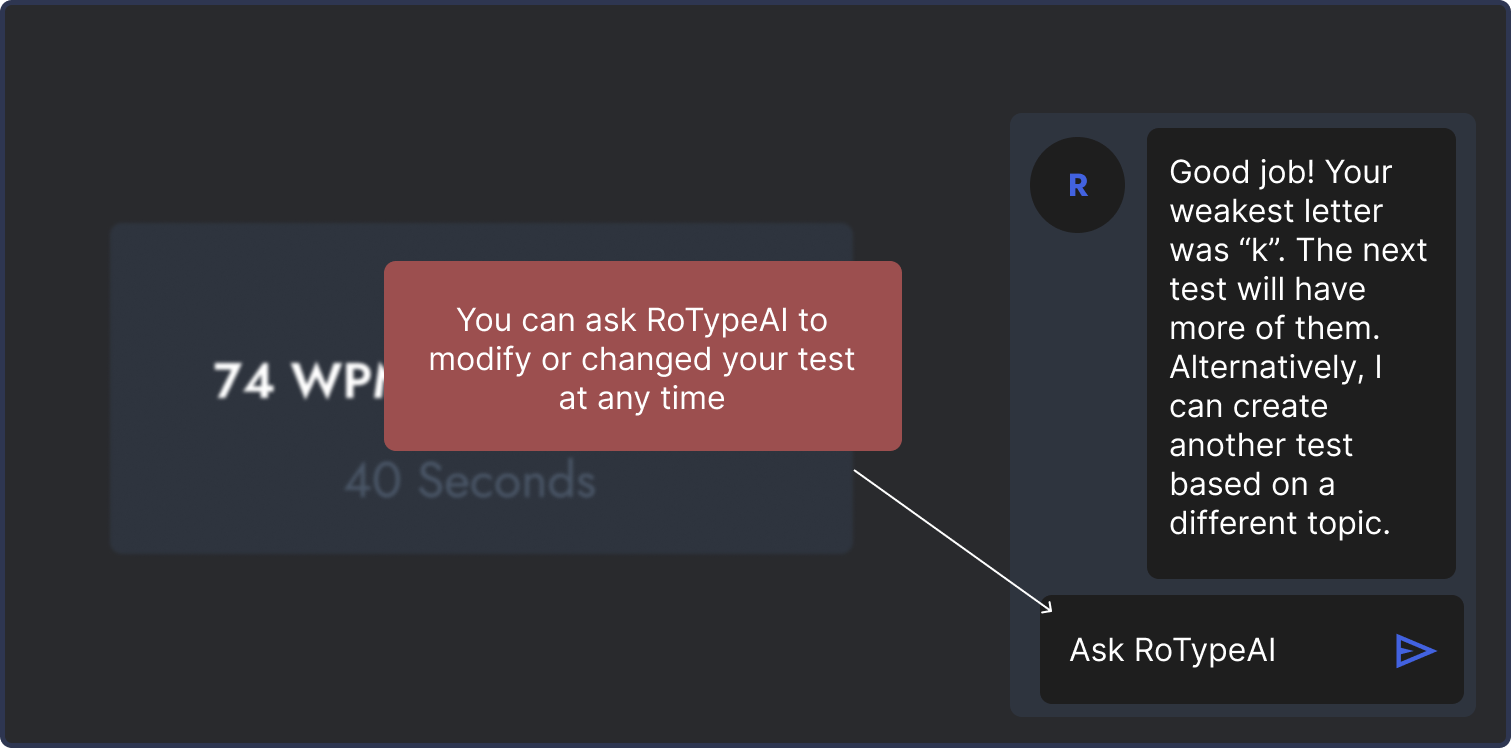 74 WP
40 Seconds
You can ask RoTypeAI to
modify or changed your test
at any time
R
Good job! Your
weakest letter
was “k”. The next
test will have
more of them.
Alternatively, I
can create
another test
based on a
different topic.
Ask RoTypeAI